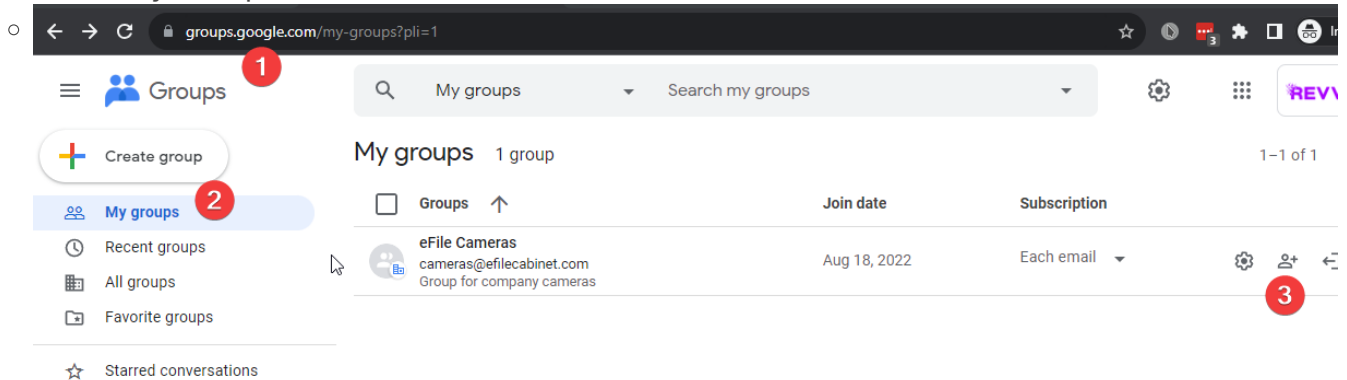 groups.google.com/my-groups?pli=1
3
1
Groups
My groups
Search my groups
Create group
My groups 1 group
1–1 of 1
2
My groups
Groups
Join date
Subscription
Recent groups
eFile Cameras
cameras@efilecabinet.com
Group for company cameras
Aug 18, 2022
Each email
All groups
3
Favorite groups
Starred conversations